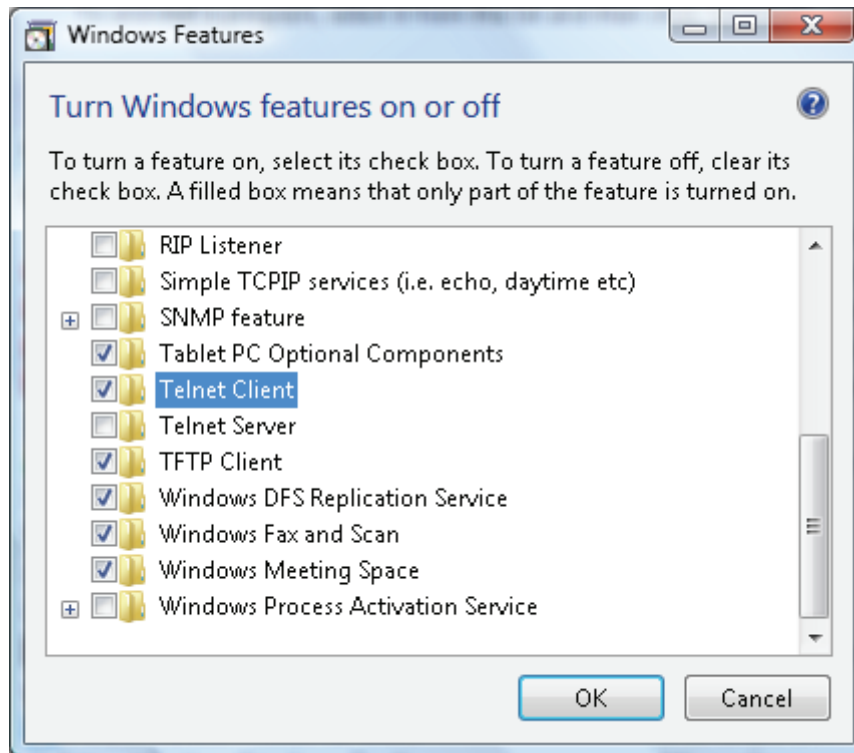 Windows Features
Turn Windows features on or off
To turn a feature on, select its check box. To turn a feature off, clear its
check box. A filled box means that only part of the feature is turned on.
RIP Listener
Simple TCPIP services (i.e. echo, daytime etc)
SNMP feature
Tablet PC Optional Components
Telnet Client
Telnet Server
TFTP Client
Windows DFS Replication Service
Windows Fax and Scan
Windows Meeting Space
Windows Process Activation Service
OK Cancel